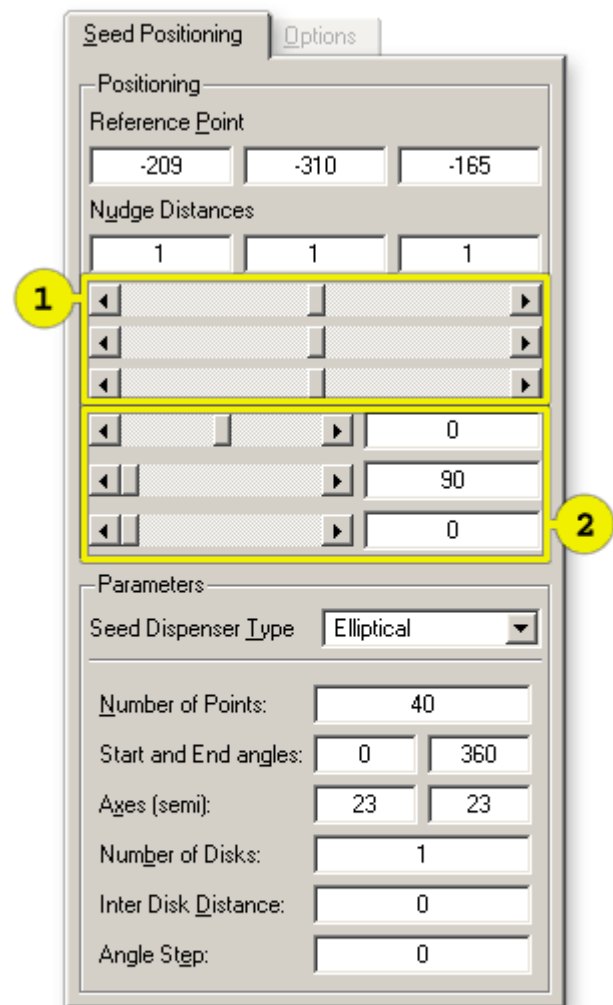 Seed Positioning Options
Positioning
Reference Point
-209 -310 -165
Nudge Distances
1 1 1
1
0
90
0
2
Parameters
Seed Dispenser Type Elliptical
Number of Points: 40
Start and End angles: 0 360
Axes (semi): 23 23
Number of Disks: 1
Inter Disk Distance: 0
Angle Step: 0